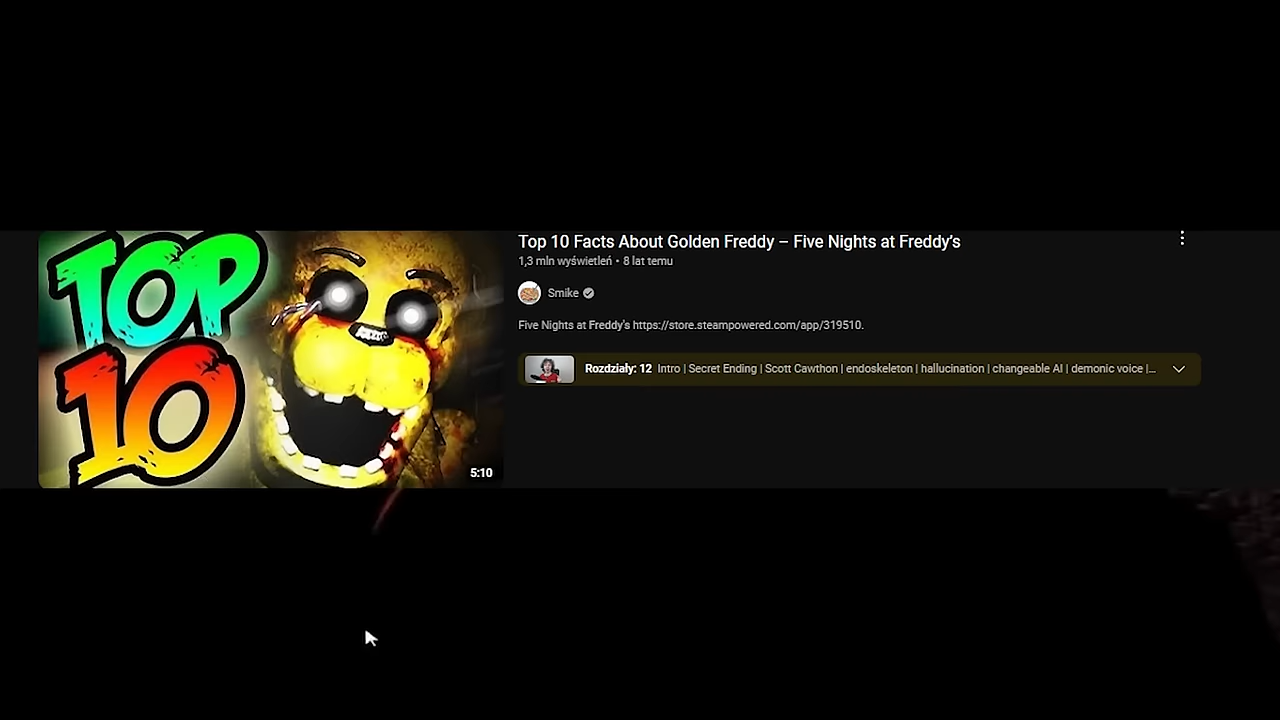 TOP
10
5:10
Top 10 Facts About Golden Freddy – Five Nights at Freddy's
1,3 mln wyświetleń • 8 lat temu
Smike
Five Nights at Freddy's https://store.steampowered.com/app/319510.
Rozdziały: 12 Intro | Secret Ending | Scott Cawthon | endoskeleton | hallucination | changeable AI | demonic voice |...